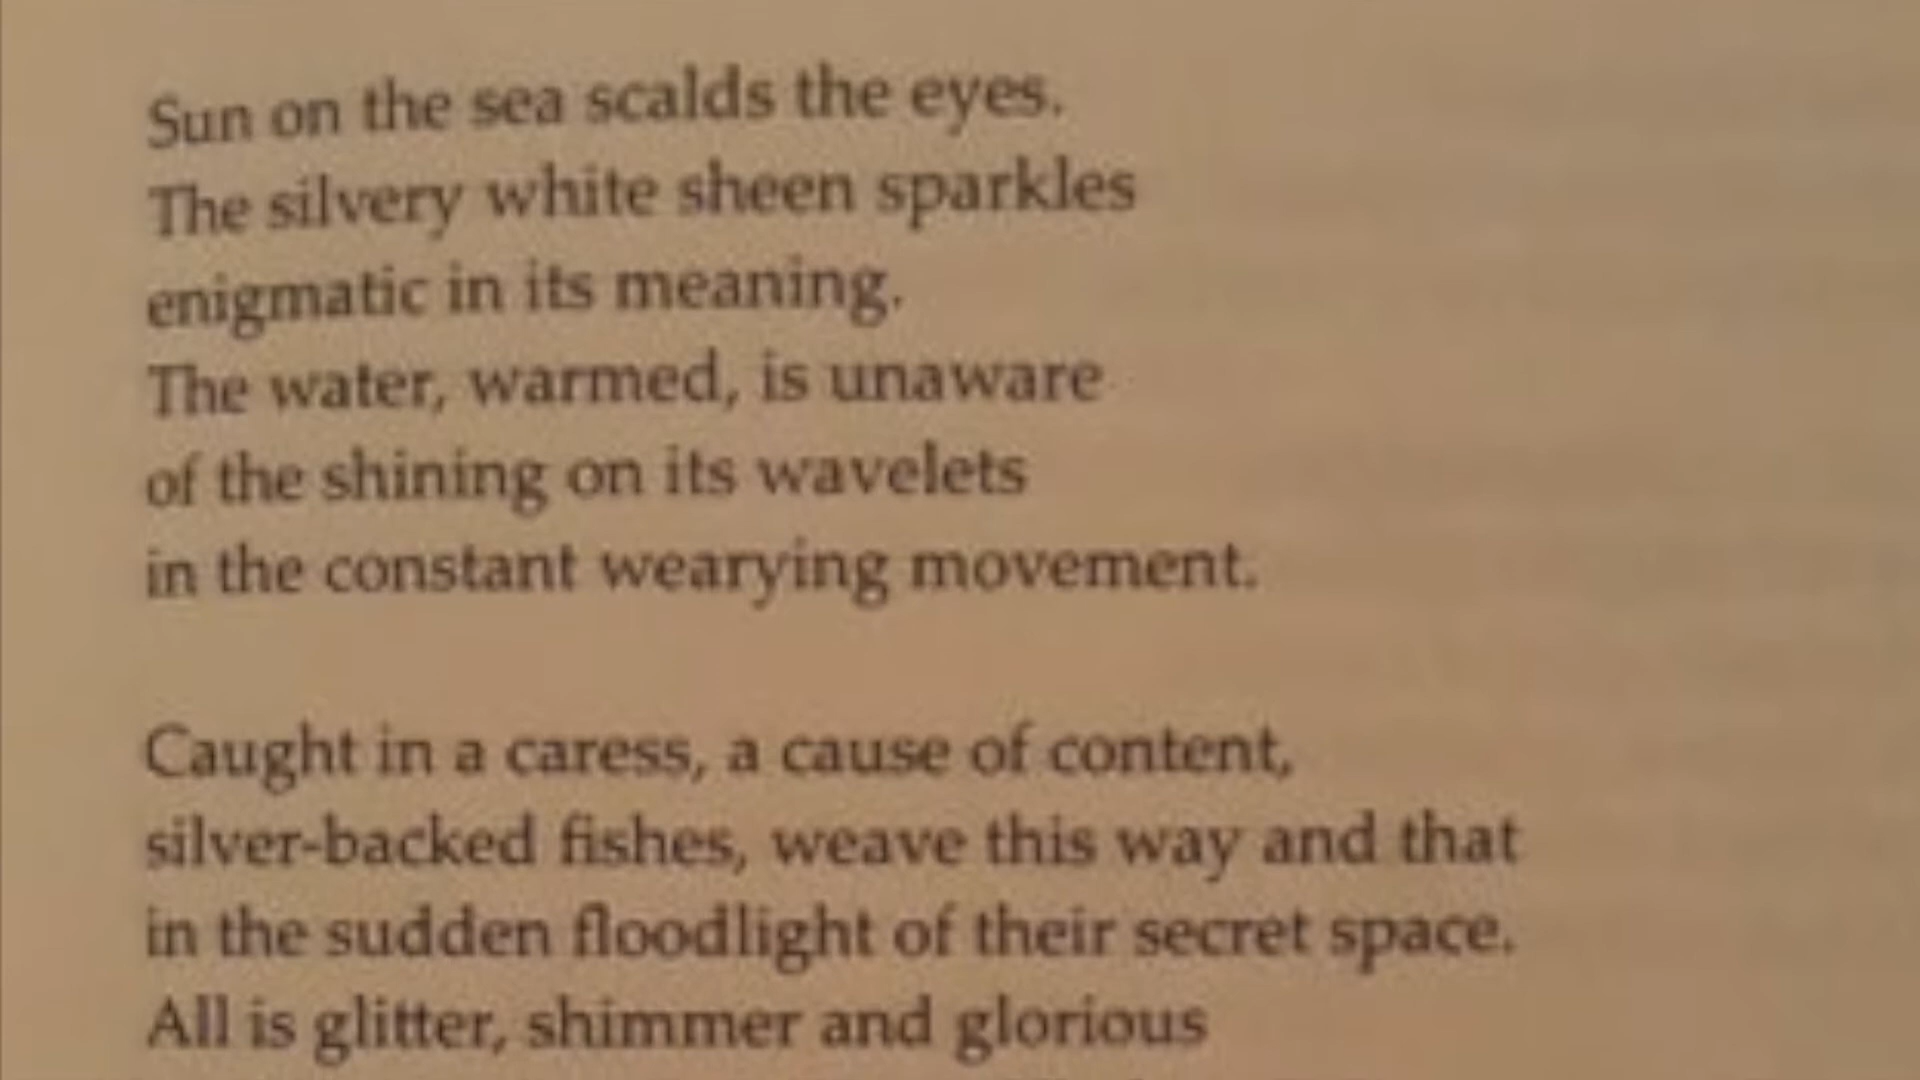 Sun on the sea scalds the eyes.
The silvery white sheen sparkles
enigmatic in its meaning.
The water, warmed, is unaware
of the shining on its wavelets
in the constant wearying movement.
Caught in a caress, a cause of content,
silver-backed fishes, weave this way and that
in the sudden floodlight of their secret space.
All is glitter, shimmer and glorious